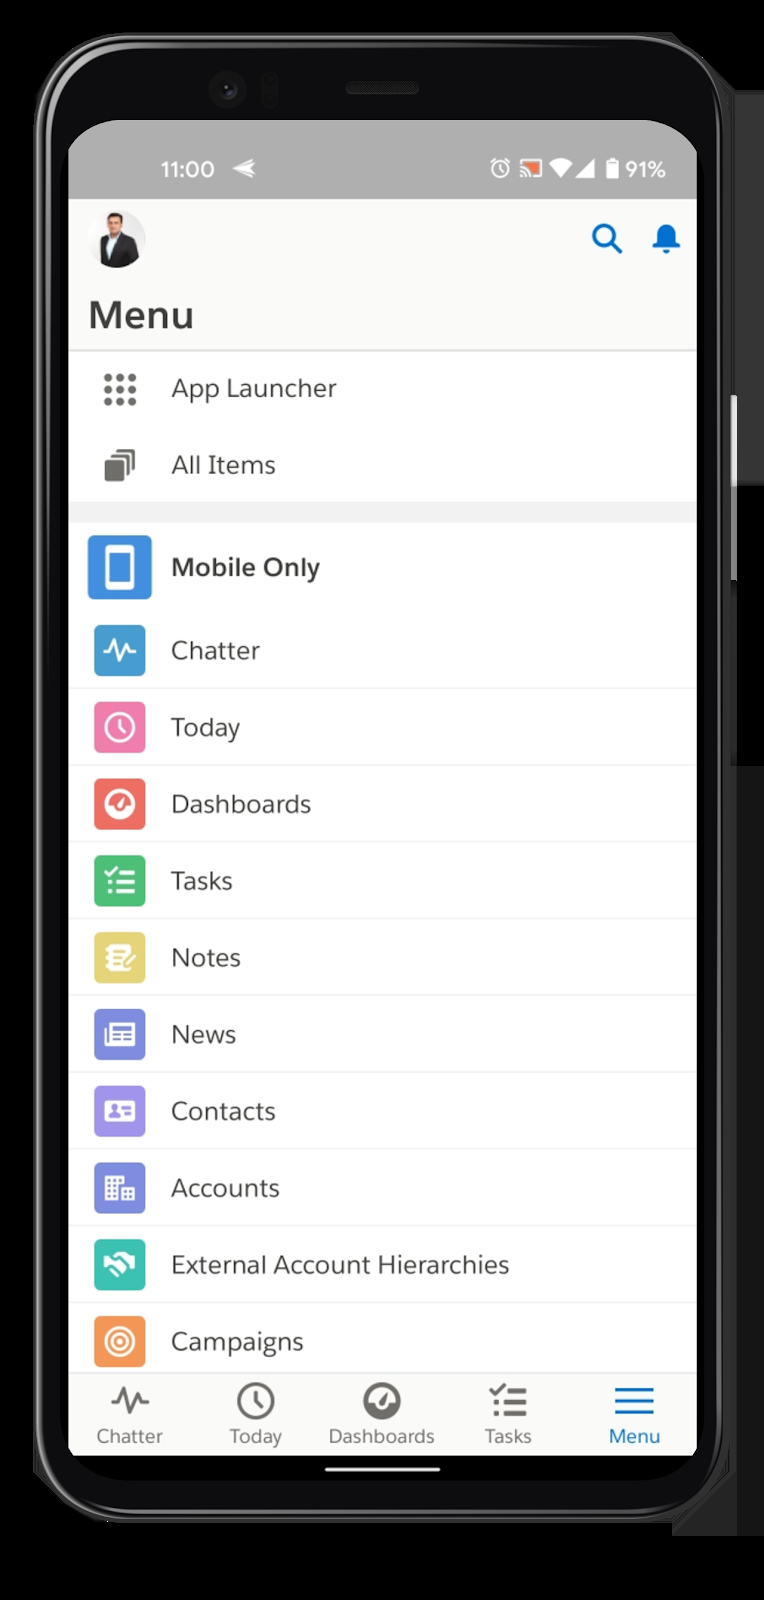 11:00
91%
Menu
App Launcher
All Items
Mobile Only
Chatter
Today
Dashboards
Tasks
Notes
News
Contacts
Accounts
External Account Hierarchies
Campaigns
Chatter Today Dashboards Tasks Menu